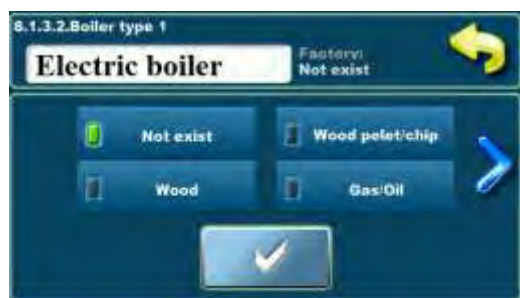 8.1.3.2.Boiler type 1
Electric boiler
Factory:
Not exist
Not exist
Wood pelet/chip
Wood
Gas/Oil